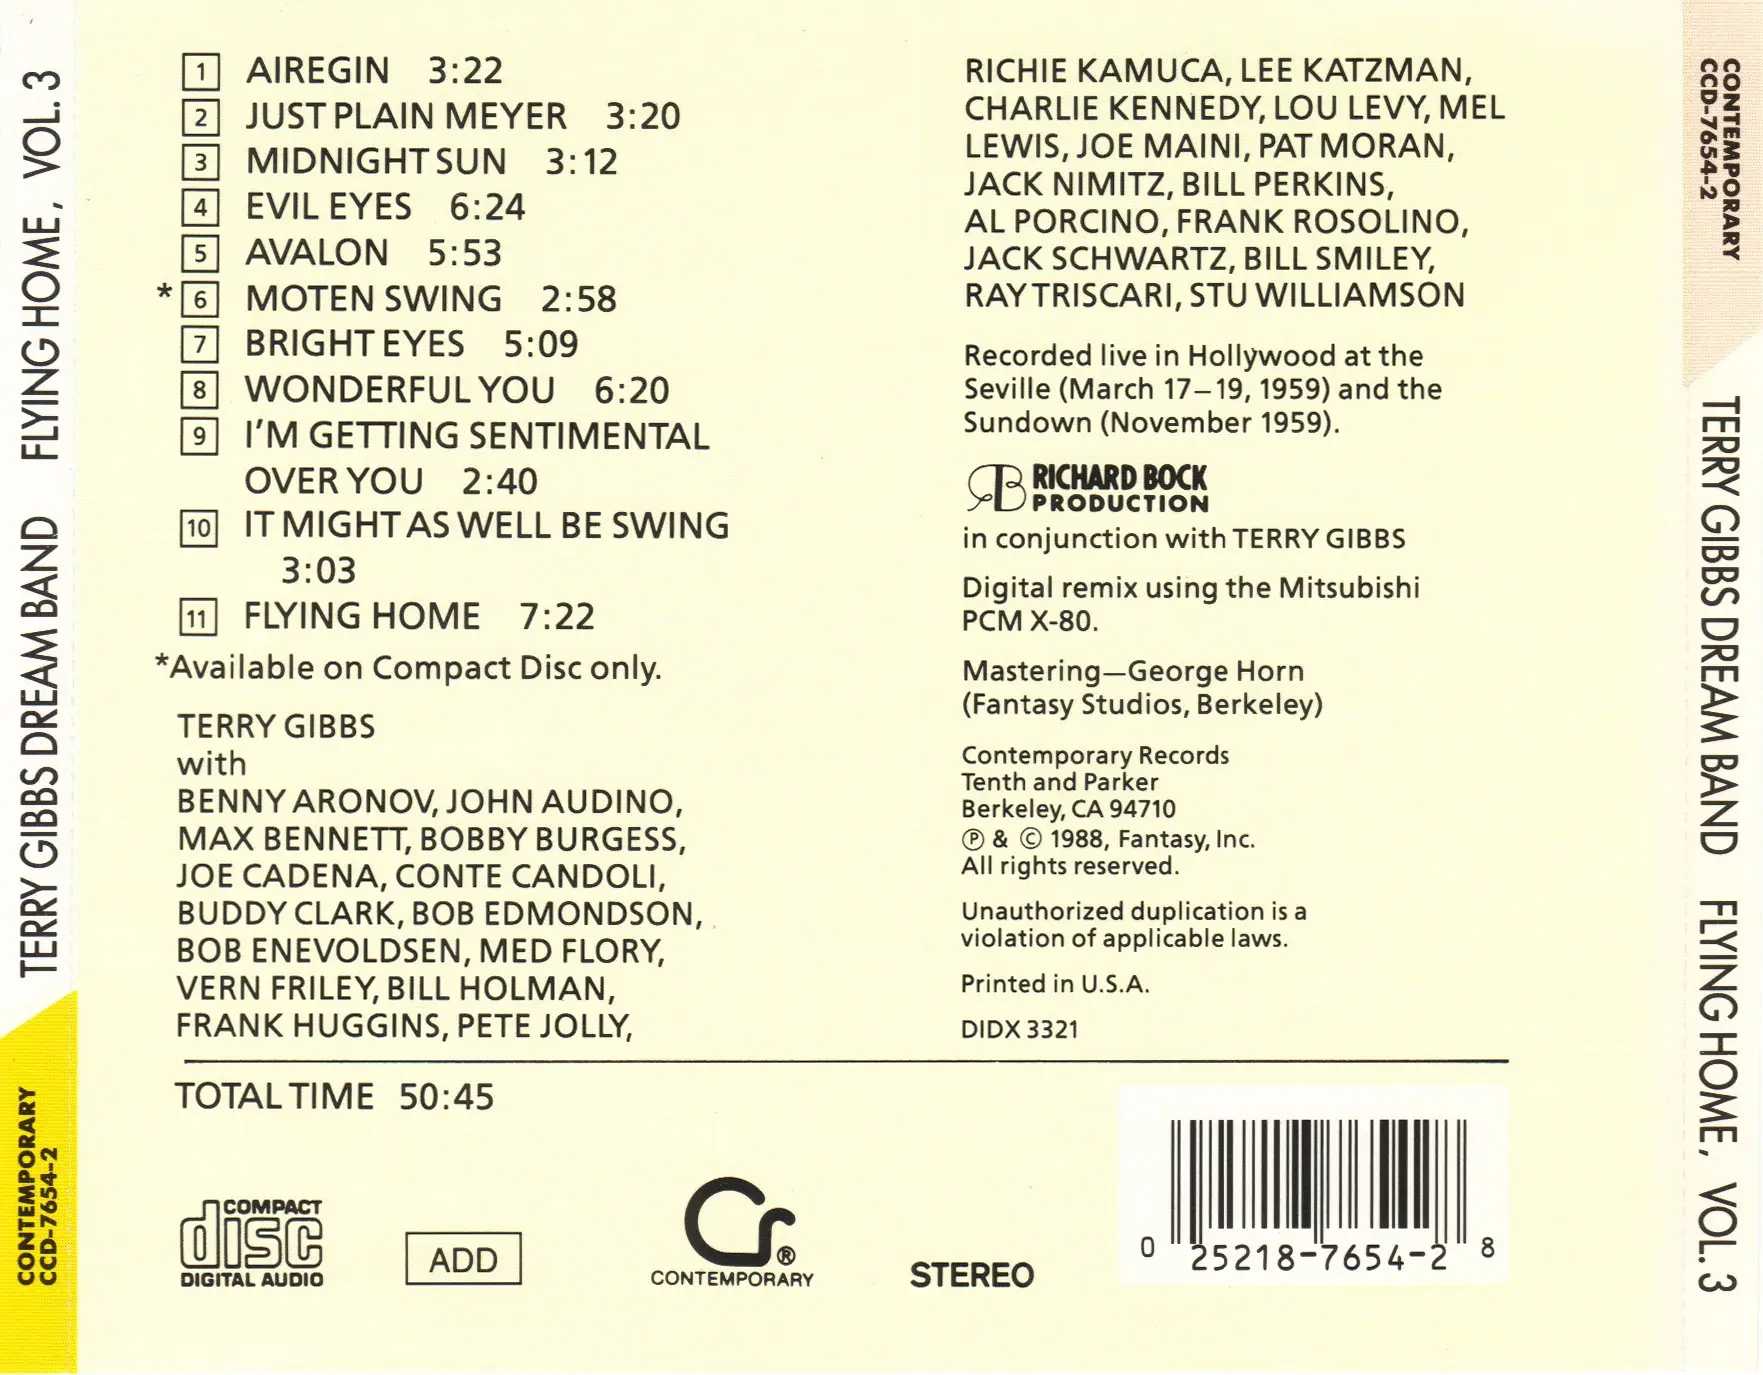 TERRY GIBBS DREAM BAND FLYING HOME, VOL. 3
CONTEMPORARY
CCD-7654-2
1 AIREGIN 3:22
2 JUST PLAIN MEYER 3:20
3 MIDNIGHT SUN 3:12
4 EVIL EYES 6:24
5 AVALON 5:53
* 6 MOTEN SWING 2:58
7 BRIGHT EYES 5:09
8 WONDERFUL YOU 6:20
9 I'M GETTING SENTIMENTAL
OVER YOU 2:40
10 IT MIGHT AS WELL BE SWING
3:03
11 FLYING HOME 7:22
*Available on Compact Disc only.
TERRY GIBBS
with
BENNY ARONOV, JOHN AUDINO,
MAX BENNETT, BOBBY BURGESS,
JOE CADENA, CONTE CANDOLI,
BUDDY CLARK, BOB EDMONDSON,
BOB ENEVOLDSEN, MED FLORY,
VERN FRILEY, BILL HOLMAN,
FRANK HUGGINS, PETE JOLLY,
RICHIE KAMUCA, LEE KATZMAN,
CHARLIE KENNEDY, LOU LEVY, MEL
LEWIS, JOE MAINI, PAT MORAN,
JACK NIMITZ, BILL PERKINS,
AL PORCINO, FRANK ROSOLINO,
JACK SCHWARTZ, BILL SMILEY,
RAY TRISCARI, STU WILLIAMSON
Recorded live in Hollywood at the
Seville (March 17–19, 1959) and the
Sundown (November 1959).
RB RICHARD BOCK
PRODUCTION
in conjunction with TERRY GIBBS
Digital remix using the Mitsubishi
PCM X-80.
Mastering—George Horn
(Fantasy Studios, Berkeley)
Contemporary Records
Tenth and Parker
Berkeley, CA 94710
℗ & © 1988, Fantasy, Inc.
All rights reserved.
Unauthorized duplication is a
violation of applicable laws.
Printed in U.S.A.
DIDX 3321
TOTAL TIME 50:45
COMPACT
disc
DIGITAL AUDIO
ADD
Cr®
CONTEMPORARY
STEREO
0 25218-7654-2 8
CONTEMPORARY
CCD-7654-2
TERRY GIBBS DREAM BAND FLYING HOME, VOL. 3